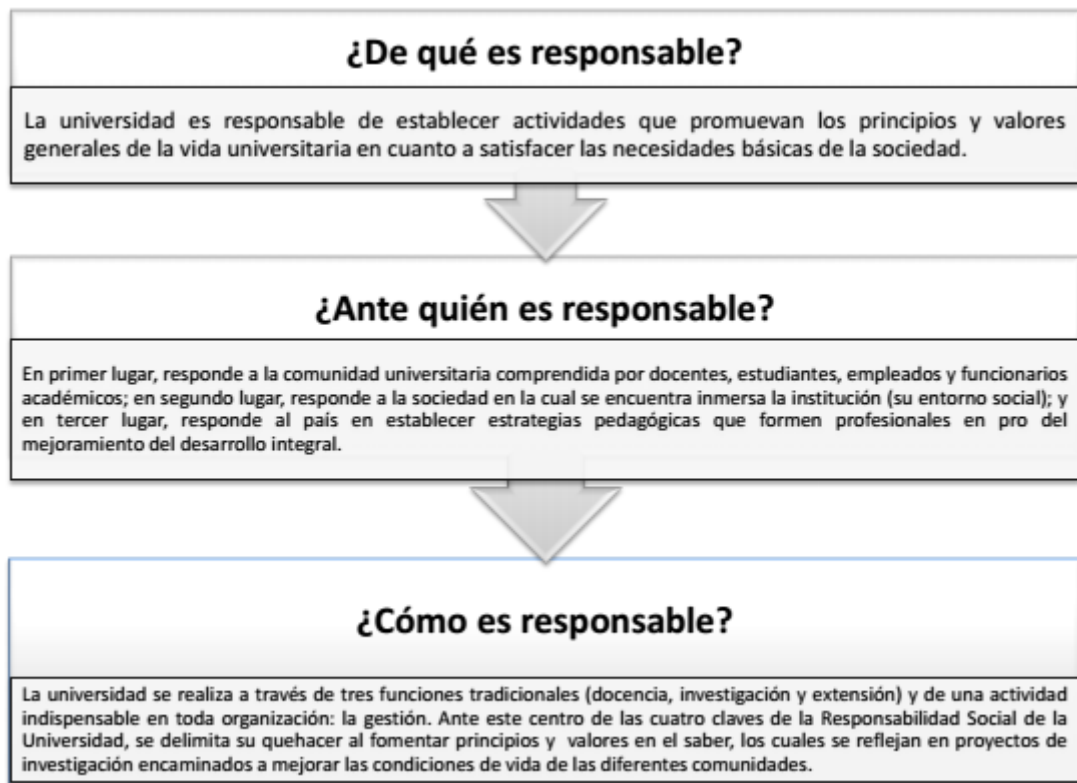 ¿De qué es responsable?
La universidad es responsable de establecer actividades que promuevan los principios y valores
generales de la vida universitaria en cuanto a satisfacer las necesidades básicas de la sociedad.
¿Ante quién es responsable?
En primer lugar, responde a la comunidad universitaria comprendida por docentes, estudiantes, empleados y funcionarios
académicos; en segundo lugar, responde a la sociedad en la cual se encuentra inmersa la institución (su entorno social); y
en tercer lugar, responde al país en establecer estrategias pedagógicas que formen profesionales en pro del
mejoramiento del desarrollo integral.
¿Cómo es responsable?
La universidad se realiza a través de tres funciones tradicionales (docencia, investigación y extensión) y de una actividad
indispensable en toda organización: la gestión. Ante este centro de las cuatro claves de la Responsabilidad Social de la
Universidad, se delimita su quehacer al fomentar principios y valores en el saber, los cuales se reflejan en proyectos de
investigación encaminados a mejorar las condiciones de vida de las diferentes comunidades.